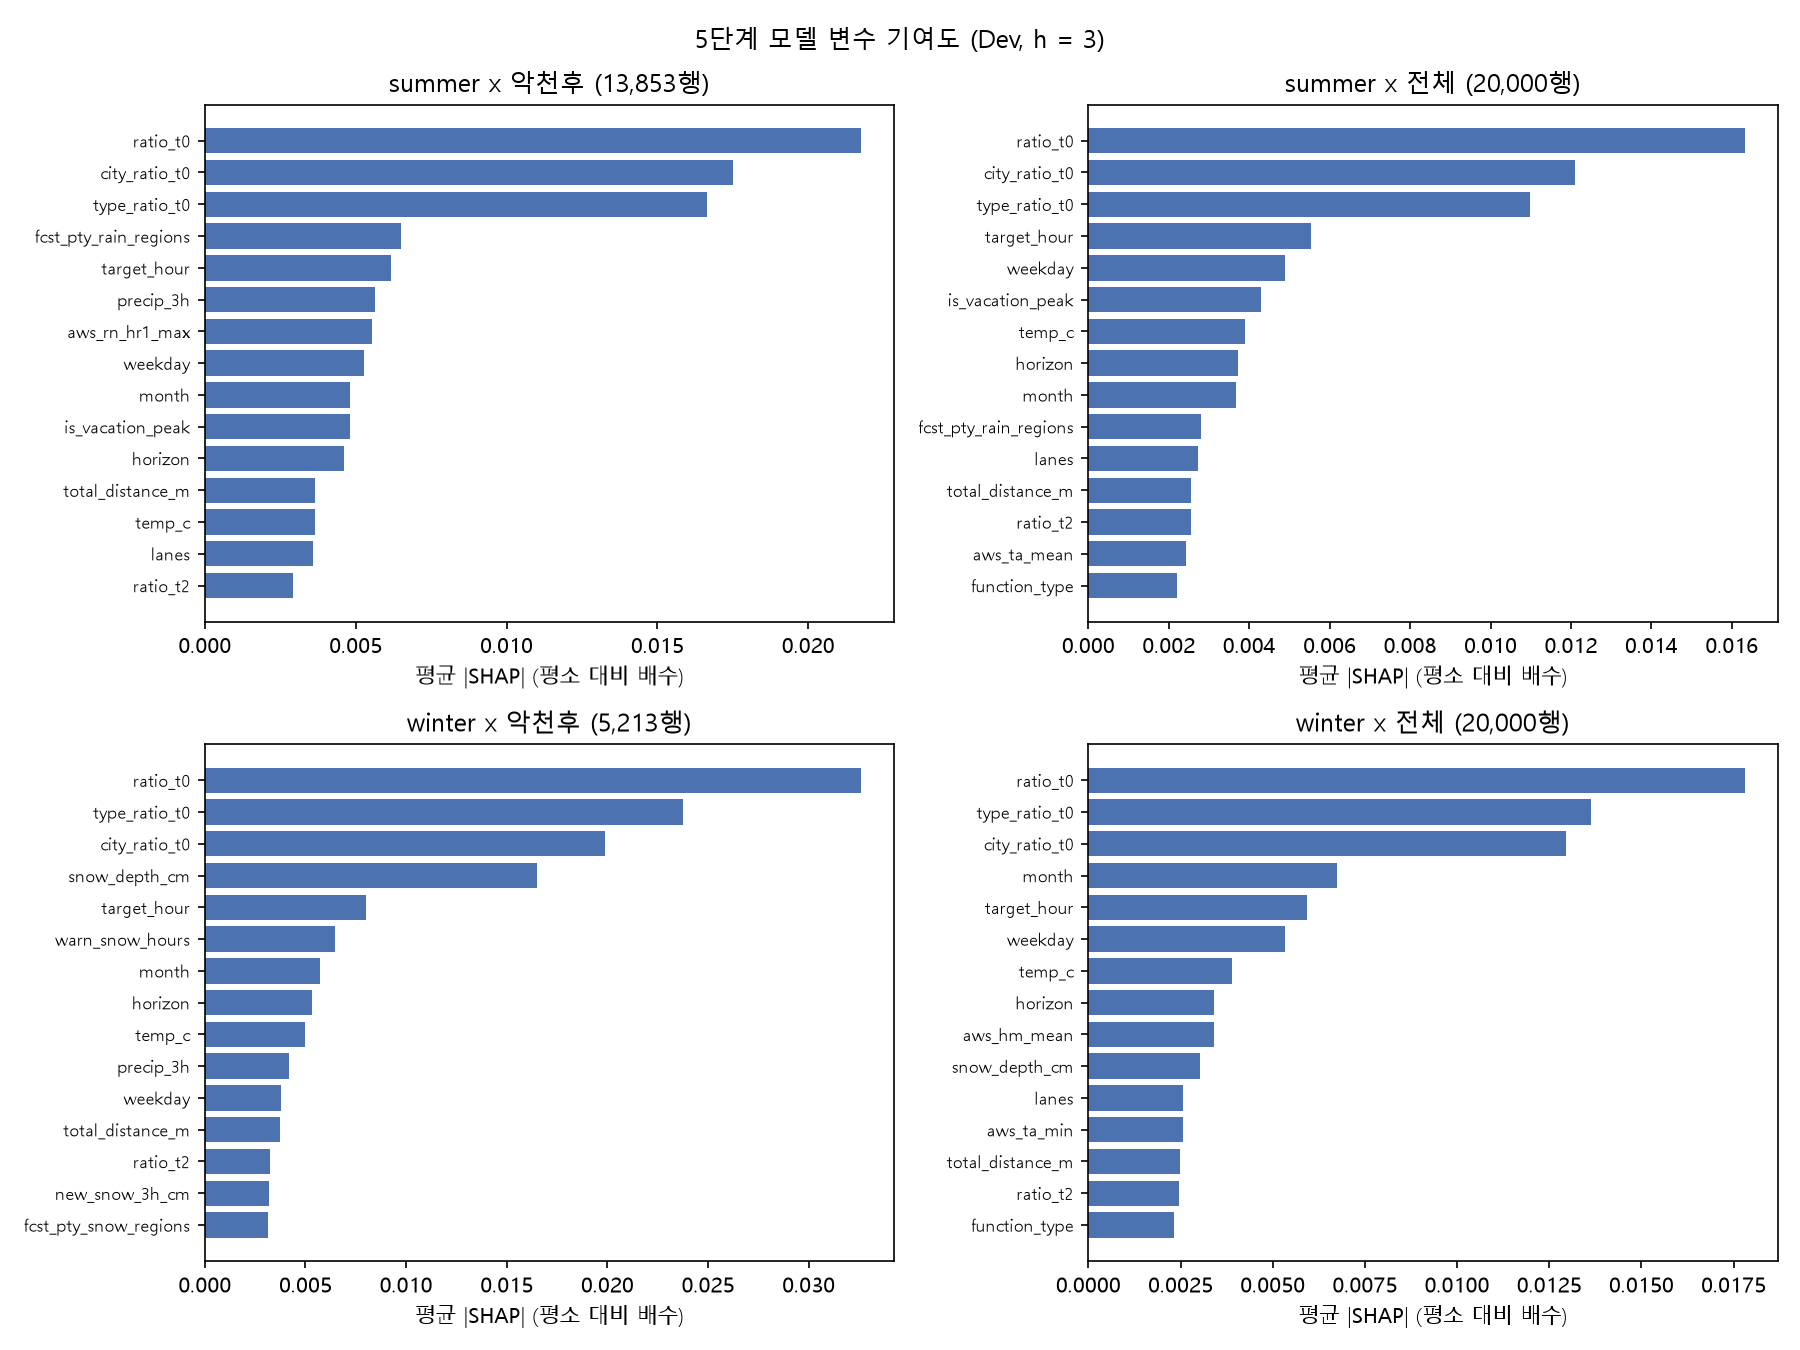 5단계 모델 변수 기여도 (Dev, h = 3)
summer x 악천후 (13,853행)
ratio_t0
city_ratio_t0
type_ratio_t0
fcst_pty_rain_regions
target_hour
precip_3h
aws_rn_hr1_max
weekday
month
is_vacation_peak
horizon
total_distance_m
temp_c
lanes
ratio_t2
0.000 0.005 0.010 0.015 0.020
평균 |SHAP| (평소 대비 배수)
summer x 전체 (20,000행)
ratio_t0
city_ratio_t0
type_ratio_t0
target_hour
weekday
is_vacation_peak
temp_c
horizon
month
fcst_pty_rain_regions
lanes
total_distance_m
ratio_t2
aws_ta_mean
function_type
0.000 0.002 0.004 0.006 0.008 0.010 0.012 0.014 0.016
평균 |SHAP| (평소 대비 배수)
winter x 악천후 (5,213행)
ratio_t0
type_ratio_t0
city_ratio_t0
snow_depth_cm
target_hour
warn_snow_hours
month
horizon
temp_c
precip_3h
weekday
total_distance_m
ratio_t2
new_snow_3h_cm
fcst_pty_snow_regions
0.000 0.005 0.010 0.015 0.020 0.025 0.030
평균 |SHAP| (평소 대비 배수)
winter x 전체 (20,000행)
ratio_t0
type_ratio_t0
city_ratio_t0
month
target_hour
weekday
temp_c
horizon
aws_hm_mean
snow_depth_cm
lanes
aws_ta_min
total_distance_m
ratio_t2
function_type
0.0000 0.0025 0.0050 0.0075 0.0100 0.0125 0.0150 0.0175
평균 |SHAP| (평소 대비 배수)